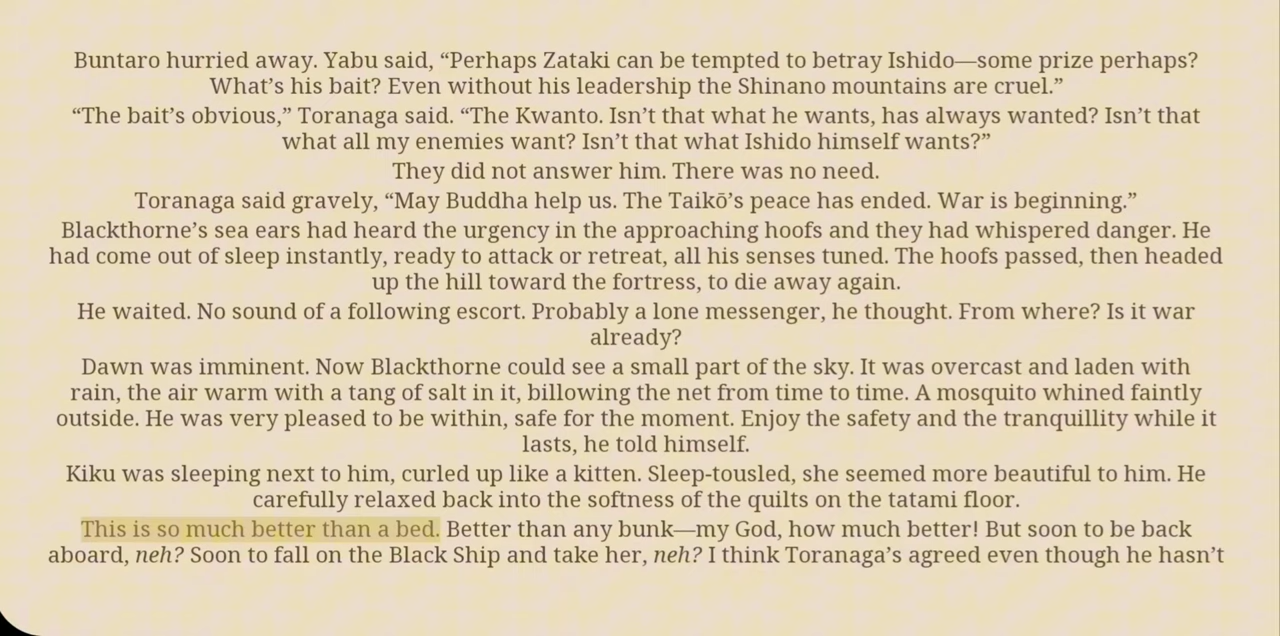 Buntaro hurried away. Yabu said, “Perhaps Zataki can be tempted to betray Ishido—some prize perhaps?
What’s his bait? Even without his leadership the Shinano mountains are cruel.”
“The bait’s obvious,” Toranaga said. “The Kwanto. Isn’t that what he wants, has always wanted? Isn’t that
what all my enemies want? Isn’t that what Ishido himself wants?”
They did not answer him. There was no need.
Toranaga said gravely, “May Buddha help us. The Taikō’s peace has ended. War is beginning.”
Blackthorne’s sea ears had heard the urgency in the approaching hoofs and they had whispered danger. He
had come out of sleep instantly, ready to attack or retreat, all his senses tuned. The hoofs passed, then headed
up the hill toward the fortress, to die away again.
He waited. No sound of a following escort. Probably a lone messenger, he thought. From where? Is it war
already?
Dawn was imminent. Now Blackthorne could see a small part of the sky. It was overcast and laden with
rain, the air warm with a tang of salt in it, billowing the net from time to time. A mosquito whined faintly
outside. He was very pleased to be within, safe for the moment. Enjoy the safety and the tranquillity while it
lasts, he told himself.
Kiku was sleeping next to him, curled up like a kitten. Sleep-tousled, she seemed more beautiful to him. He
carefully relaxed back into the softness of the quilts on the tatami floor.
This is so much better than a bed. Better than any bunk—my God, how much better! But soon to be back
aboard, neh? Soon to fall on the Black Ship and take her, neh? I think Toranaga’s agreed even though he hasn’t